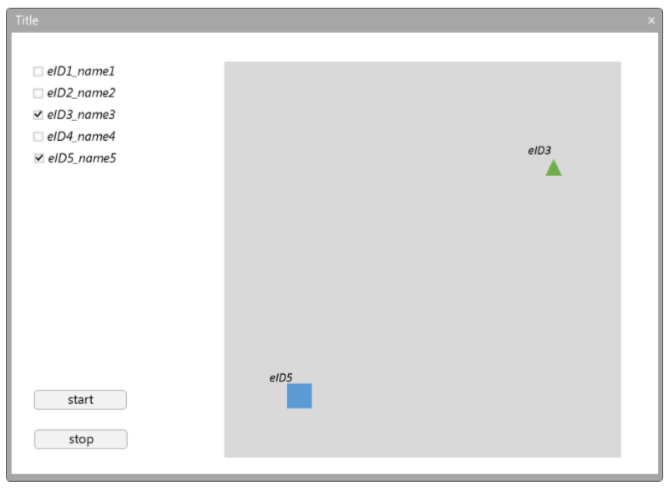 Title
eID1_name1
eID2_name2
eID3_name3
eID4_name4
eID5_name5
eID3
eID5
start
stop